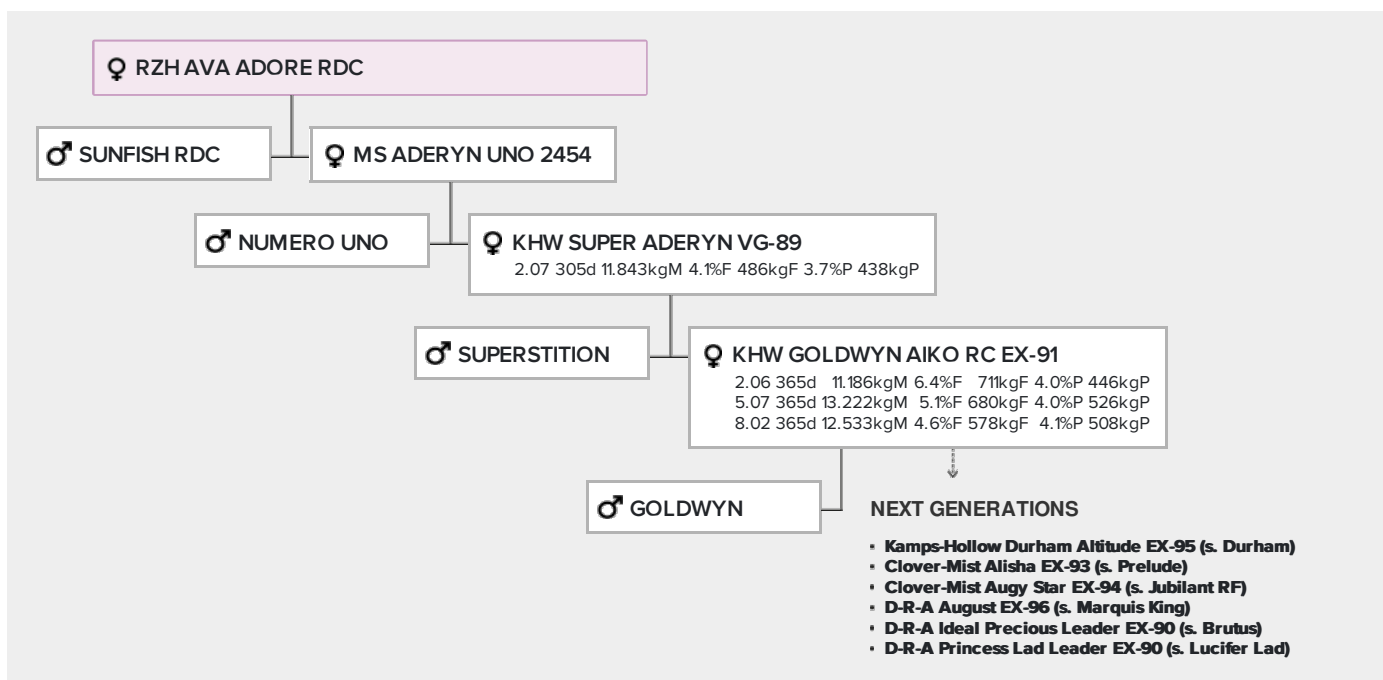 ♀ RZH AVA ADORE RDC
♂ SUNFISH RDC
♀ MS ADERYN UNO 2454
♂ NUMERO UNO
♀ KHW SUPER ADERYN VG-89
2.07 305d 11.843kgM 4.1%F 486kgF 3.7%P 438kgP
♂ SUPERSTITION
♀ KHW GOLDWYN AIKO RC EX-91
2.06 365d 11.186kgM 6.4%F 711kgF 4.0%P 446kgP
5.07 365d 13.222kgM 5.1%F 680kgF 4.0%P 526kgP
8.02 365d 12.533kgM 4.6%F 578kgF 4.1%P 508kgP
♂ GOLDWYN
NEXT GENERATIONS
• Kamps-Hollow Durham Altitude EX-95 (s. Durham)
• Clover-Mist Alisha EX-93 (s. Prelude)
• Clover-Mist Augy Star EX-94 (s. Jubilant RF)
• D-R-A August EX-96 (s. Marquis King)
• D-R-A Ideal Precious Leader EX-90 (s. Brutus)
• D-R-A Princess Lad Leader EX-90 (s. Lucifer Lad)